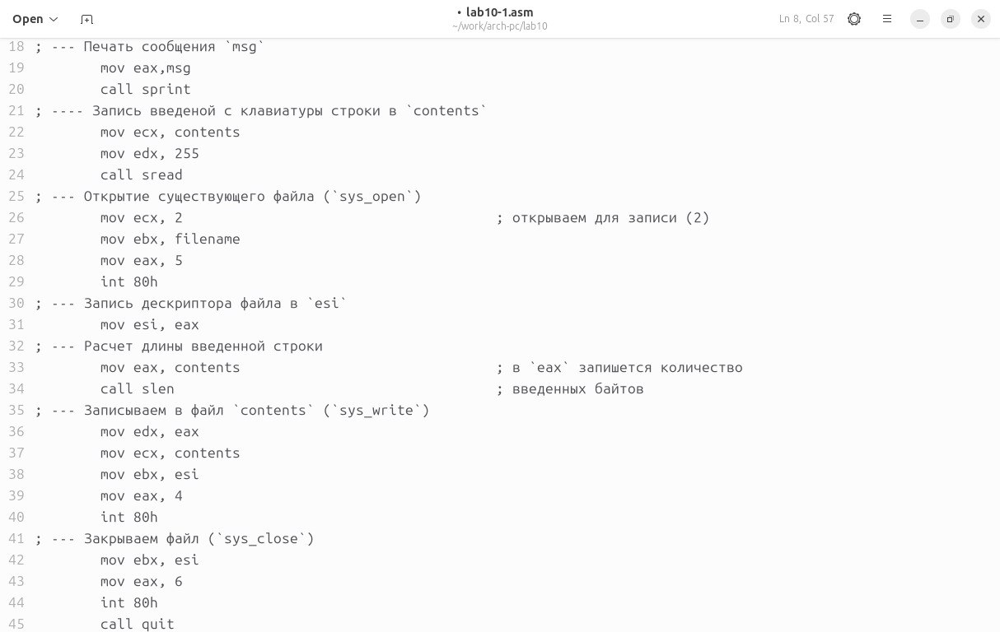 Open
• lab10-1.asm
~/work/arch-pc/lab10
Ln 8, Col 57
18 ; --- Печать сообщения `msg`
19 mov eax,msg
20 call sprint
21 ; ---- Запись введеной с клавиатуры строки в `contents`
22 mov ecx, contents
23 mov edx, 255
24 call sread
25 ; --- Открытие существующего файла (`sys_open`)
26 mov ecx, 2 ; открываем для записи (2)
27 mov ebx, filename
28 mov eax, 5
29 int 80h
30 ; --- Запись дескриптора файла в `esi`
31 mov esi, eax
32 ; --- Расчет длины введенной строки
33 mov eax, contents ; в `eax` запишется количество
34 call slen ; введенных байтов
35 ; --- Записываем в файл `contents` (`sys_write`)
36 mov edx, eax
37 mov ecx, contents
38 mov ebx, esi
39 mov eax, 4
40 int 80h
41 ; --- Закрываем файл (`sys_close`)
42 mov ebx, esi
43 mov eax, 6
44 int 80h
45 call quit